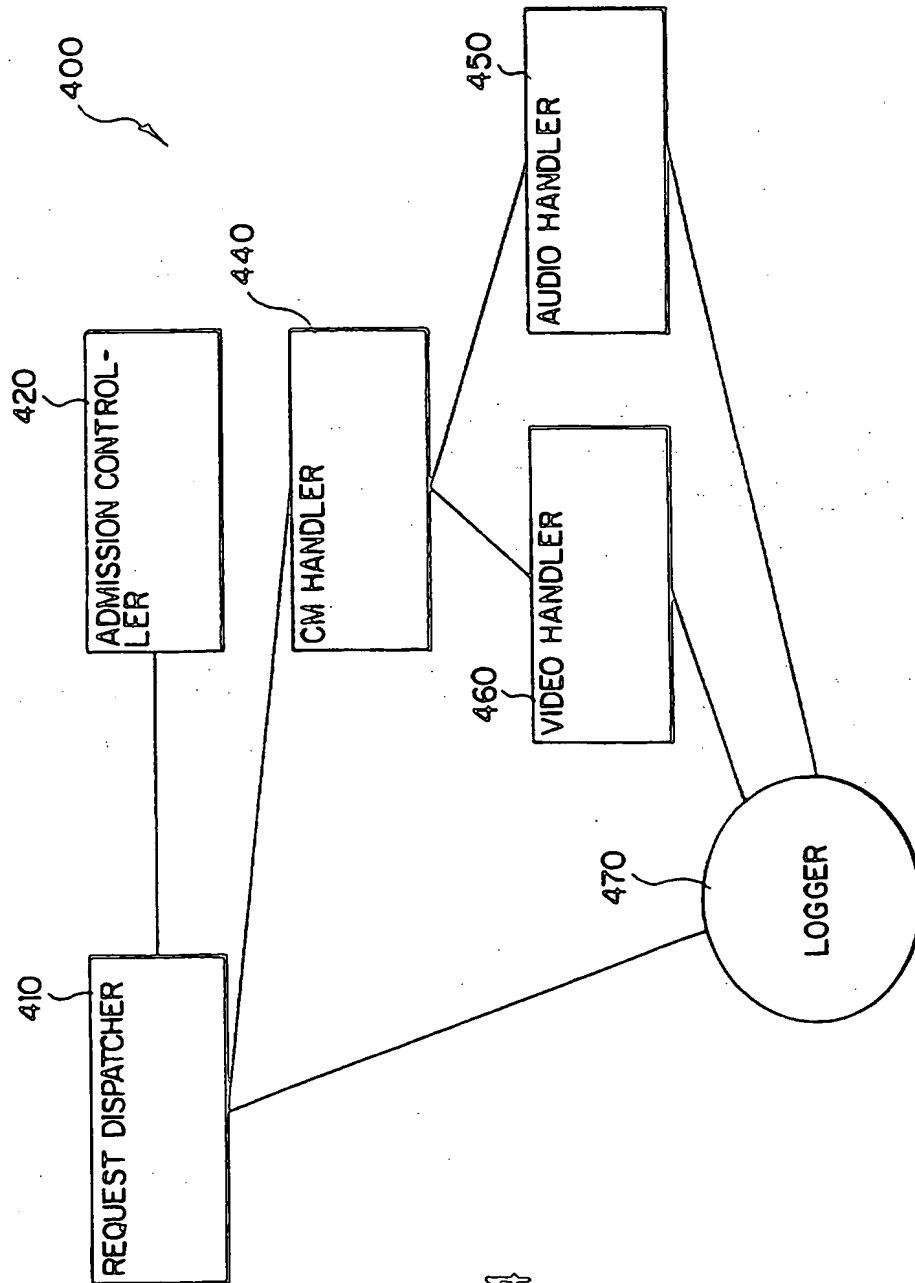 400
410
REQUEST DISPATCHER
420
ADMISSION CONTROL-
LER
440
CM HANDLER
460
VIDEO HANDLER
450
AUDIO HANDLER
470
LOGGER